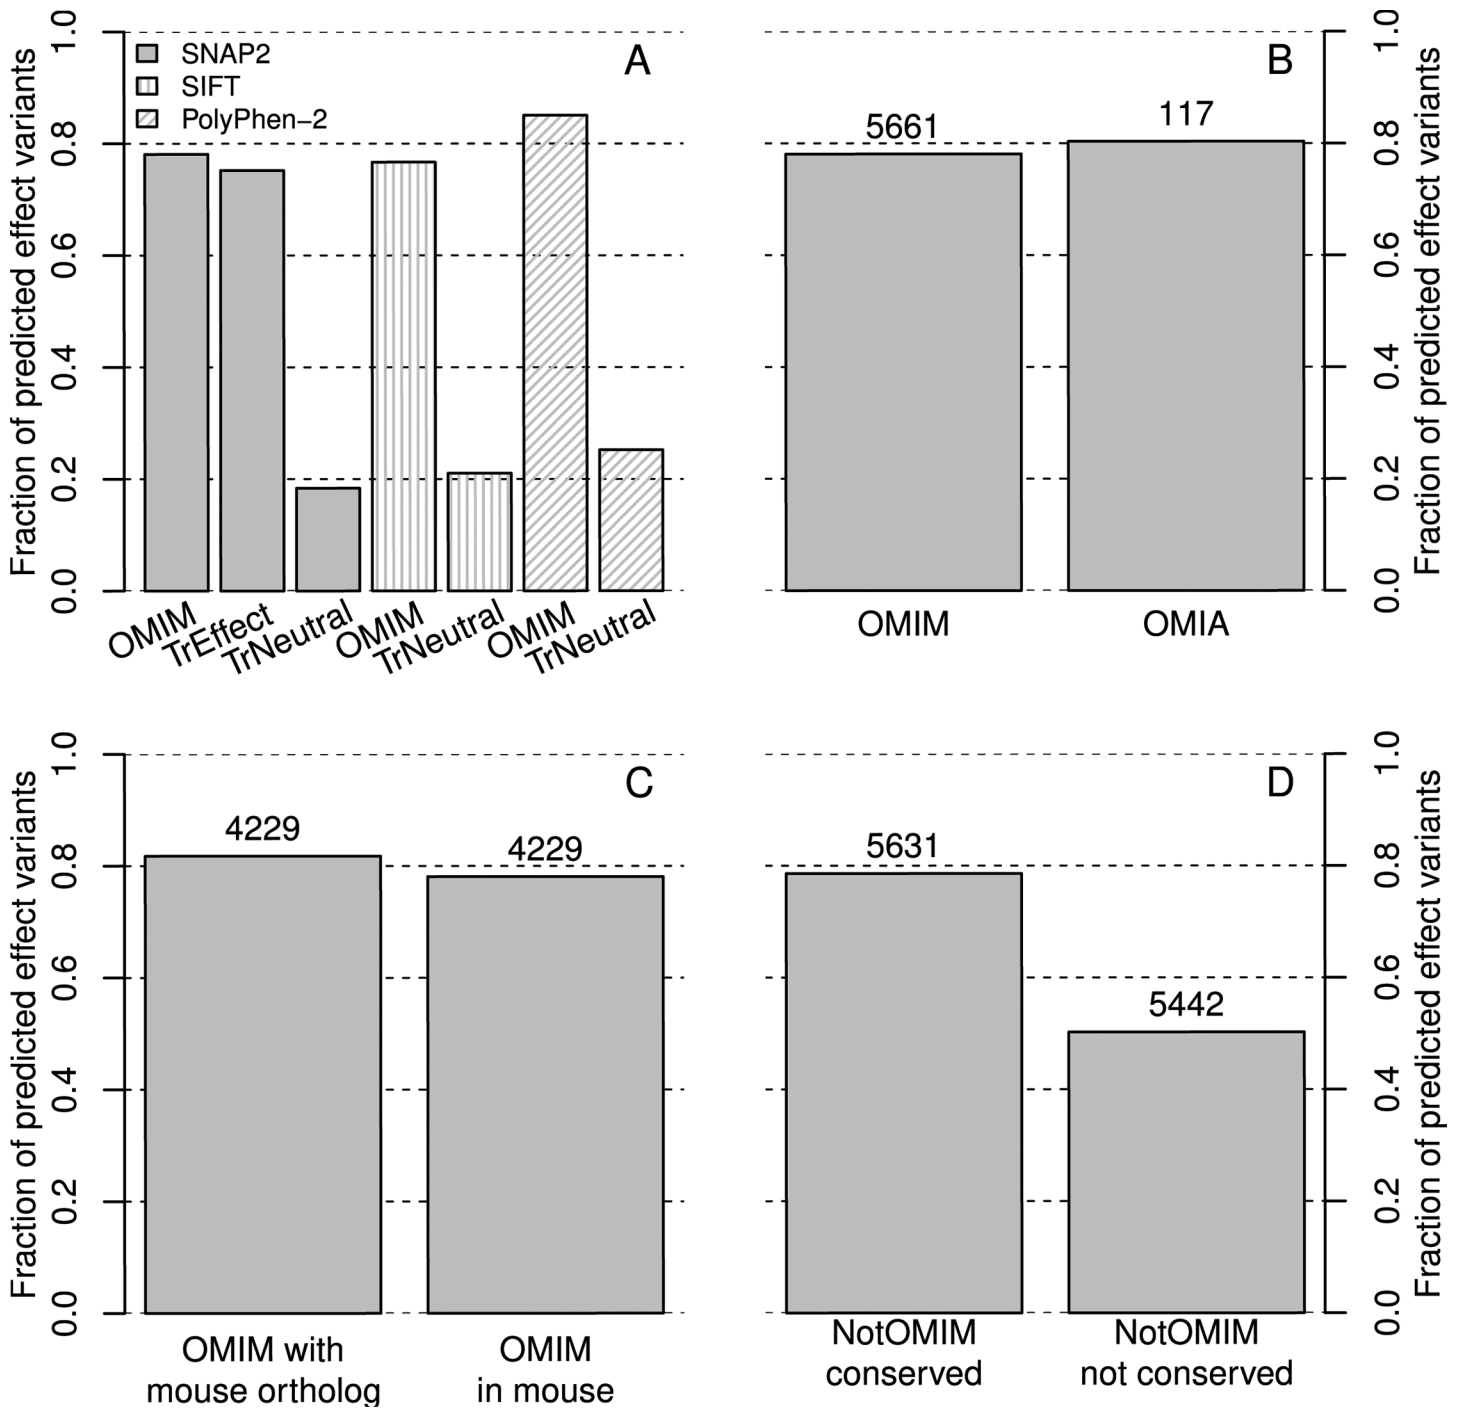 Fraction of predicted effect variants
1.0
0.8
0.6
0.4
0.2
0.0
SNAP2
SIFT
PolyPhen−2
A
OMIM
TrEffect
TrNeutral
OMIM
TrNeutral
OMIM
TrNeutral
B
5661
117
OMIM
OMIA
1.0
0.8
0.6
0.4
0.2
0.0
Fraction of predicted effect variants
Fraction of predicted effect variants
1.0
0.8
0.6
0.4
0.2
0.0
C
4229
4229
OMIM with
mouse ortholog
OMIM
in mouse
D
5631
5442
NotOMIM
conserved
NotOMIM
not conserved
1.0
0.8
0.6
0.4
0.2
0.0
Fraction of predicted effect variants